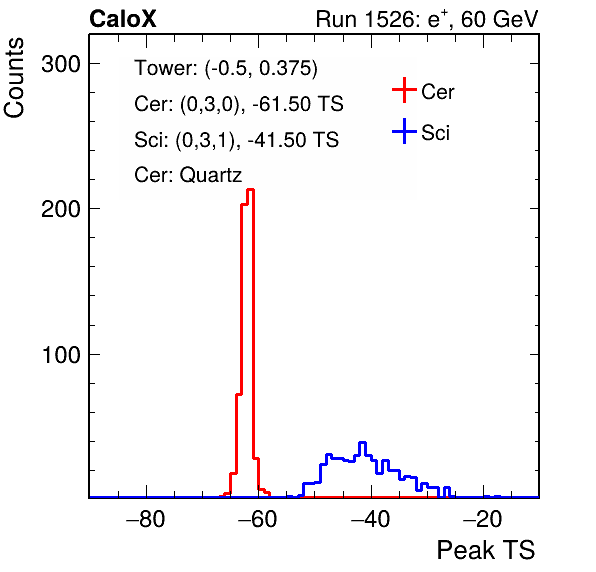 CaloX Run 1526: e⁺, 60 GeV
Counts
300
200
100
Tower: (-0.5, 0.375)
Cer: (0,3,0), -61.50 TS
Sci: (0,3,1), -41.50 TS
Cer: Quartz
Cer
Sci
−80 −60 −40 −20
Peak TS